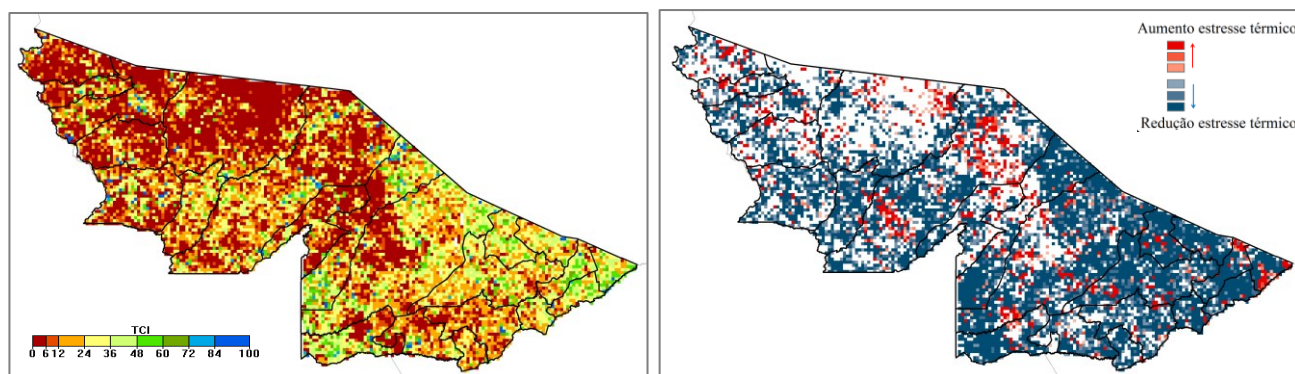 TCI
0 6 12 24 36 48 60 72 84 100
Aumento estresse térmico
Redução estresse térmico